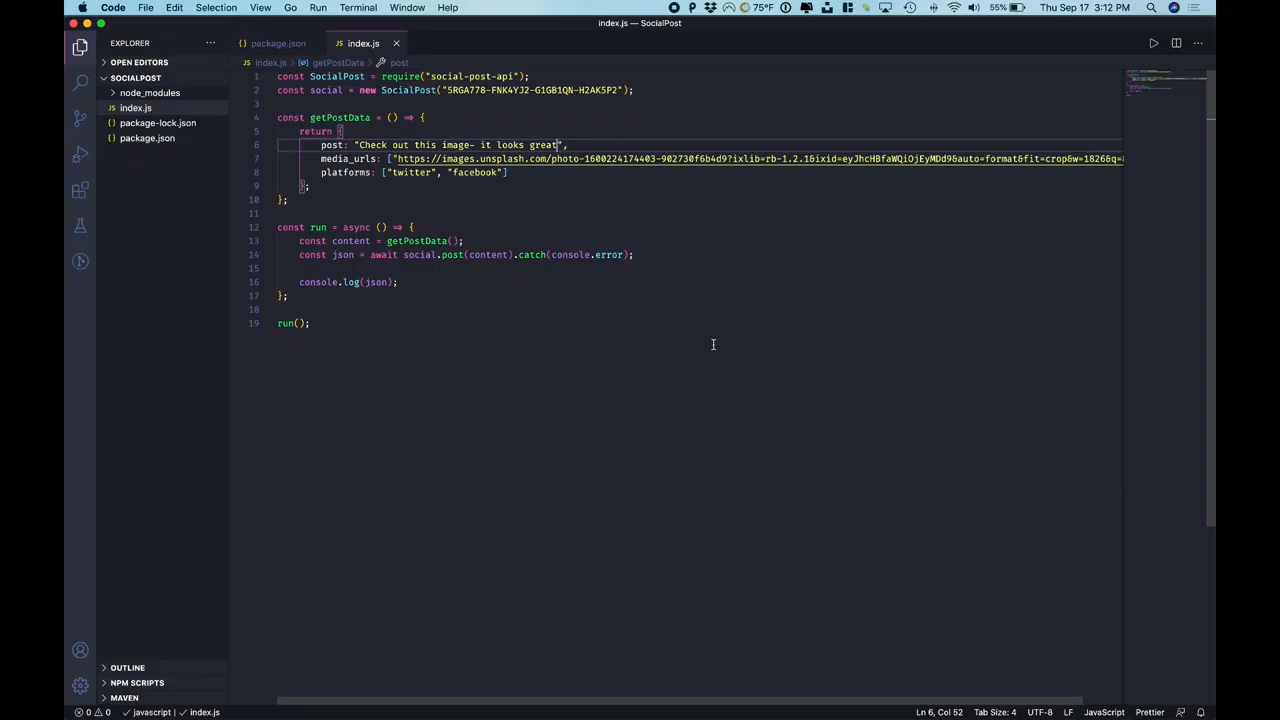 Code File Edit Selection View Go Run Terminal Window Help 75°F 55% Thu Sep 17 3:12 PM
index.js — SocialPost
EXPLORER
package.json index.js
OPEN EDITORS
index.js > getPostData > post
SOCIALPOST
node_modules
index.js
package-lock.json
package.json
1 const SocialPost = require("social-post-api");
2 const social = new SocialPost("5RGA778-FNK4YJ2-G1GB1QN-H2AK5P2");
3
4 const getPostData = () => {
5 return {
6 post: "Check out this image- it looks great",
7 media_urls: ["https://images.unsplash.com/photo-1600224174403-902730f6b4d9?ixlib=rb-1.2.1&ixid=eyJhcHBfaWQiOjEyMDd9&auto=format&fit=crop&w=1826&q=
8 platforms: ["twitter", "facebook"]
9 };
10 };
11
12 const run = async () => {
13 const content = getPostData();
14 const json = await social.post(content).catch(console.error);
15
16 console.log(json);
17 };
18
19 run();
OUTLINE
NPM SCRIPTS
MAVEN
0 0 javascript | index.js Ln 6, Col 52 Tab Size: 4 UTF-8 LF JavaScript Prettier